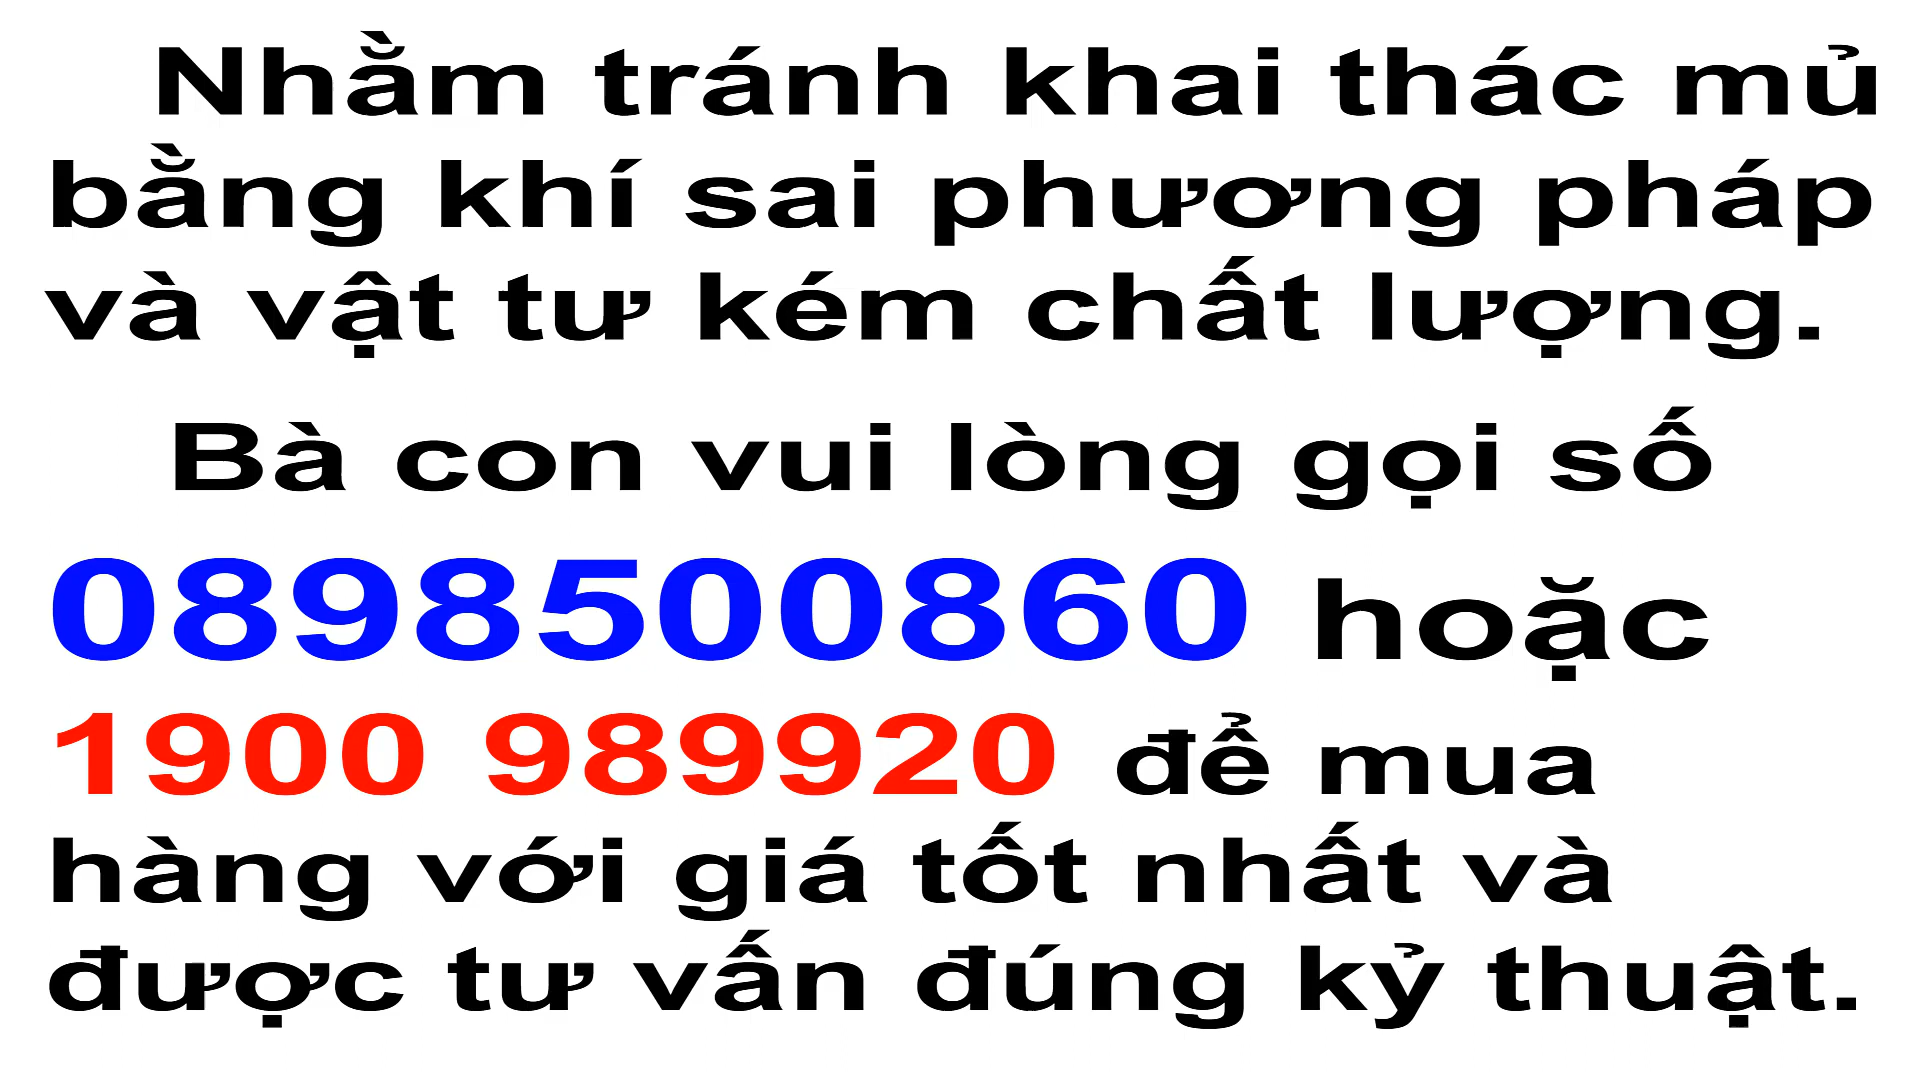 Nhằm tránh khai thác mủ
bằng khí sai phương pháp
và vật tư kém chất lượng.
Bà con vui lòng gọi số
0898500860 hoặc
1900 989920 để mua
hàng với giá tốt nhất và
được tư vấn đúng kỷ thuật.